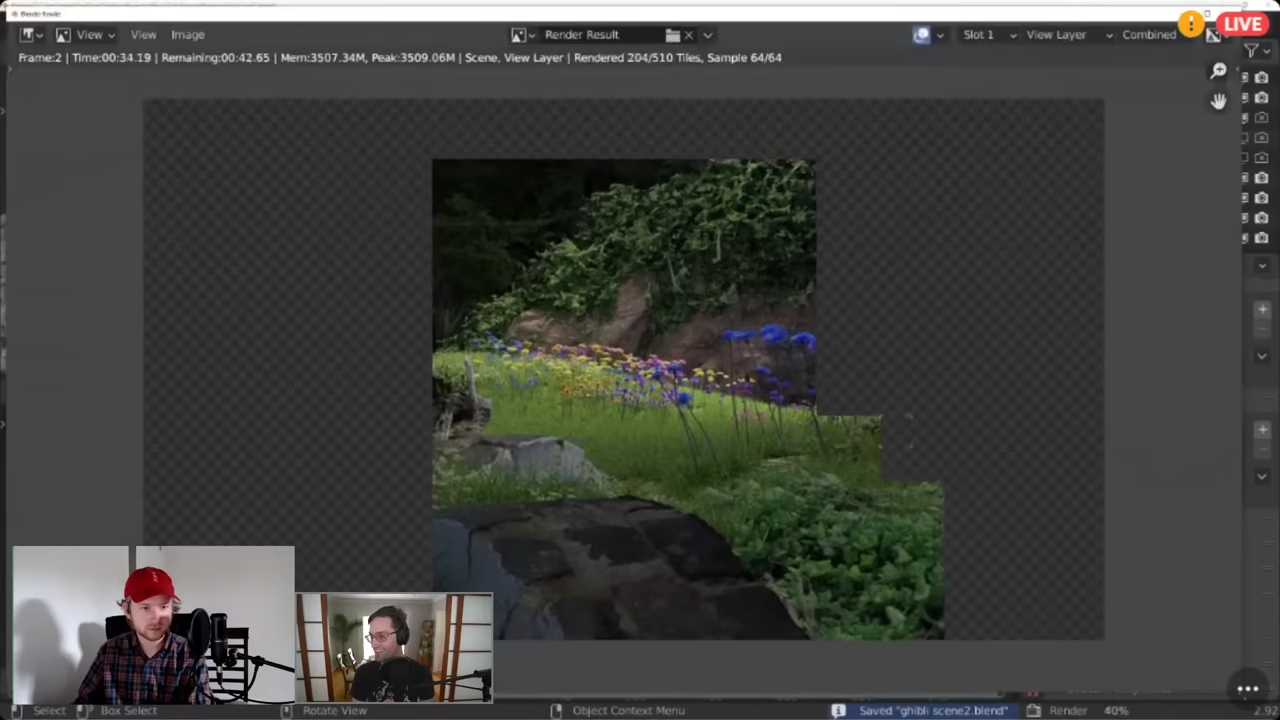 Blender Render
LIVE
View View Image Render Result Slot 1 View Layer Combined
Frame:2 | Time:00:34.19 | Remaining:00:42.65 | Mem:3507.34M, Peak:3509.06M | Scene, View Layer | Rendered 204/510 Tiles, Sample 64/64
Select Box Select Rotate View Object Context Menu Saved "ghibli scene2.blend" Render 40% 2.92